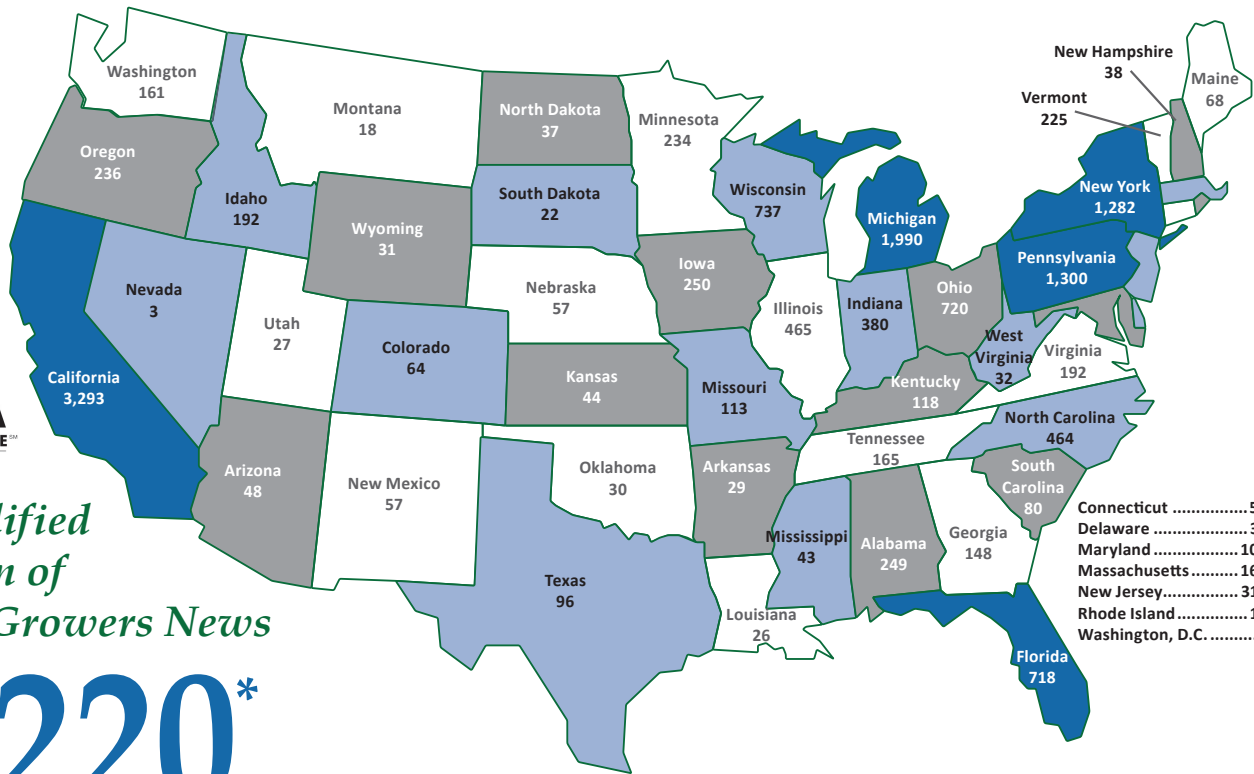 New Hampshire
38
Vermont
225
Maine
68
Washington
161
Montana
18
North Dakota
37
Minnesota
234
Oregon
236
Idaho
192
South Dakota
22
Wisconsin
737
Michigan
1,990
New York
1,282
Wyoming
31
Iowa
250
Pennsylvania
1,300
Nevada
3
Utah
27
Nebraska
57
Illinois
465
Indiana
380
Ohio
720
West
Virginia
32
Virginia
192
California
3,293
Colorado
64
Kansas
44
Missouri
113
Kentucky
118
North Carolina
464
Tennessee
165
Arizona
48
New Mexico
57
Oklahoma
30
Arkansas
29
South
Carolina
80
Mississippi
43
Alabama
249
Georgia
148
Texas
96
Louisiana
26
Florida
718
Connecticut
Delaware
Maryland
Massachusetts
New Jersey
Rhode Island
Washington, D.C.
of
Growers News
220*